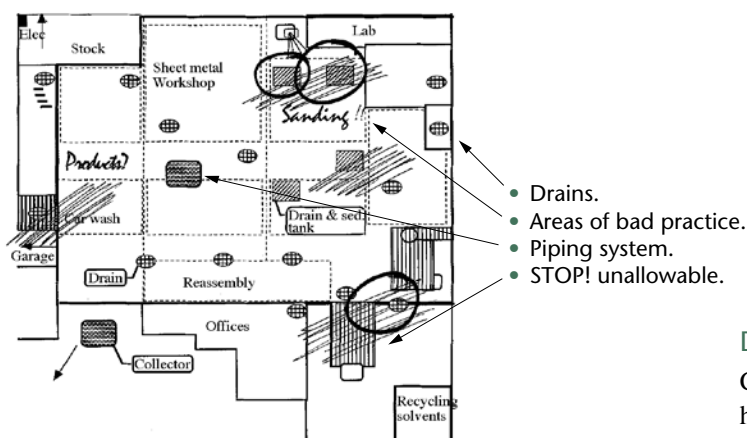 Elec
Stock
Lab
Sheet metal
Workshop
Sanding !!
Products?
Drain & sed.
tank
Car wash
Garage
Drain
Reassembly
Offices
Collector
Recycling
solvents
• Drains.
• Areas of bad practice.
• Piping system.
• STOP! unallowable.